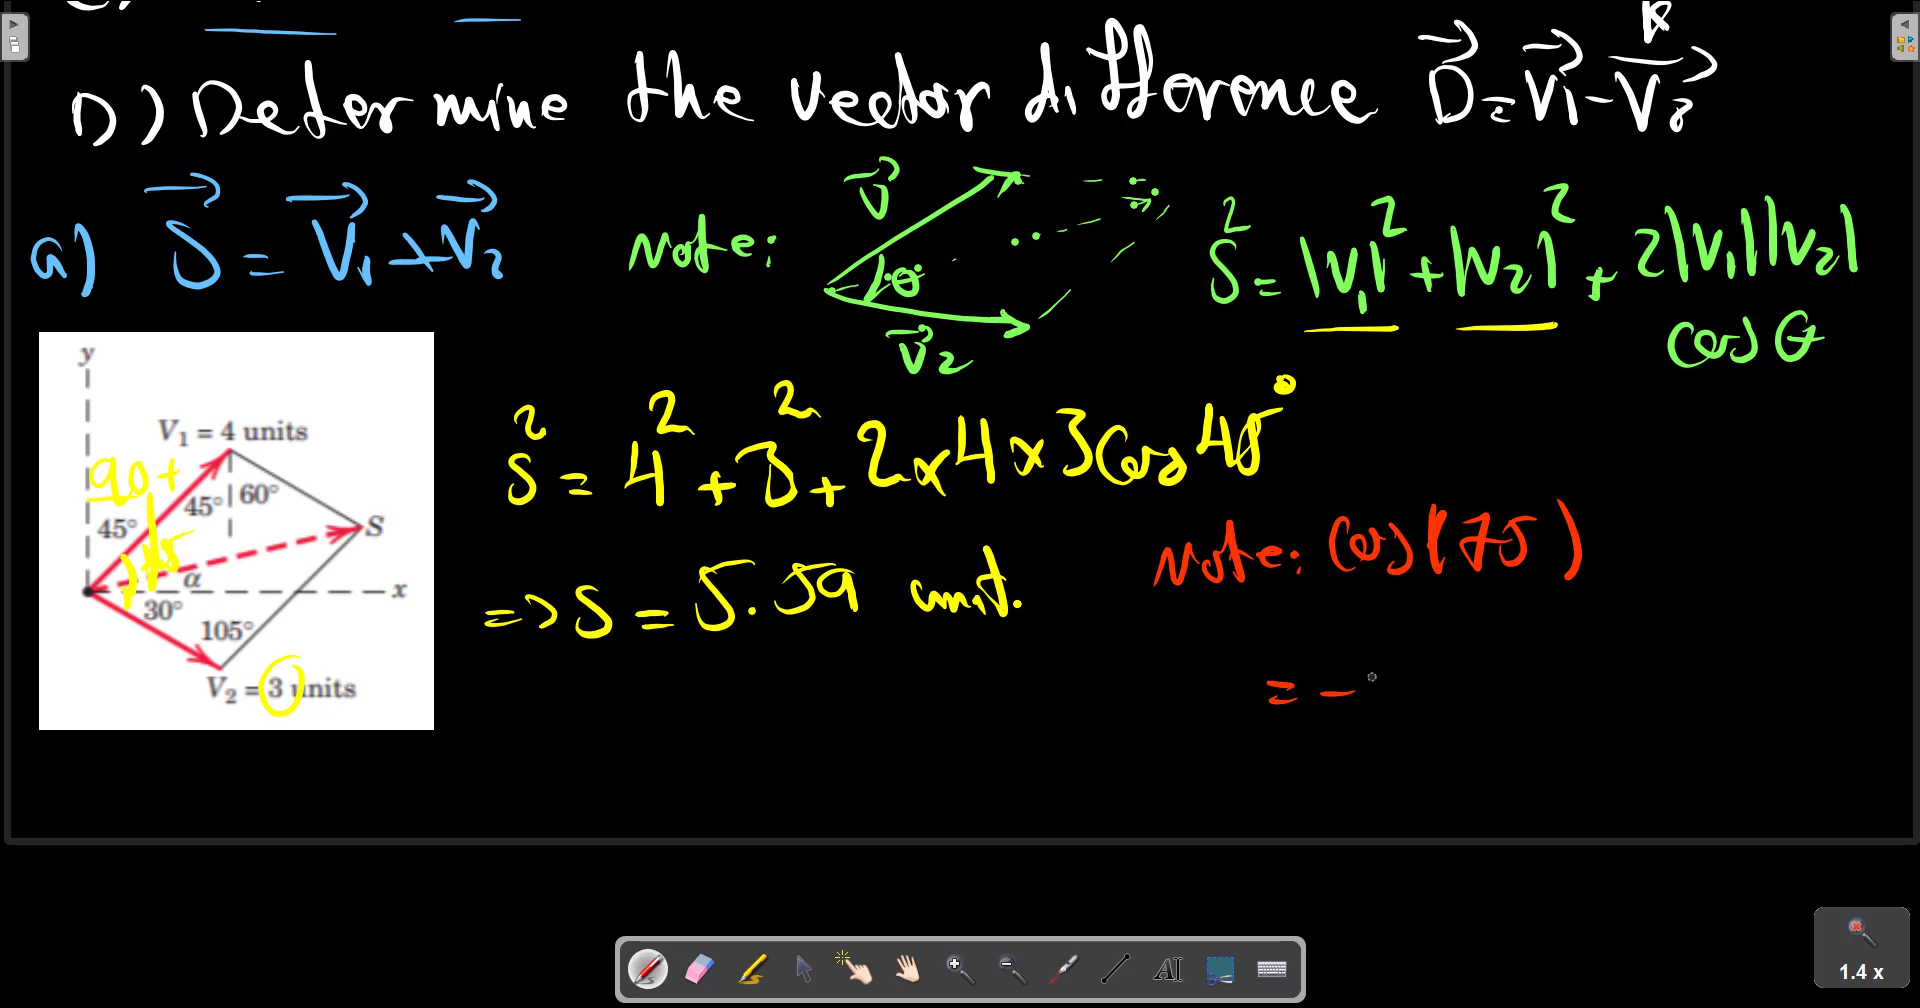 D) Determine the vector difference D = V1 - V2
a) S = V1 + V2
Note:
V
θ
V2
S² = |V1|² + |V2|² + 2|V1||V2|
cos θ
y
V1 = 4 units
90+
45° 60°
45°
S
α
x
30°
105°
V2 = 3 units
S² = 4² + 3² + 2x4x3 cos 45°
=> S = 5.59 unit.
Note: cos(75)
= -
1.4 x